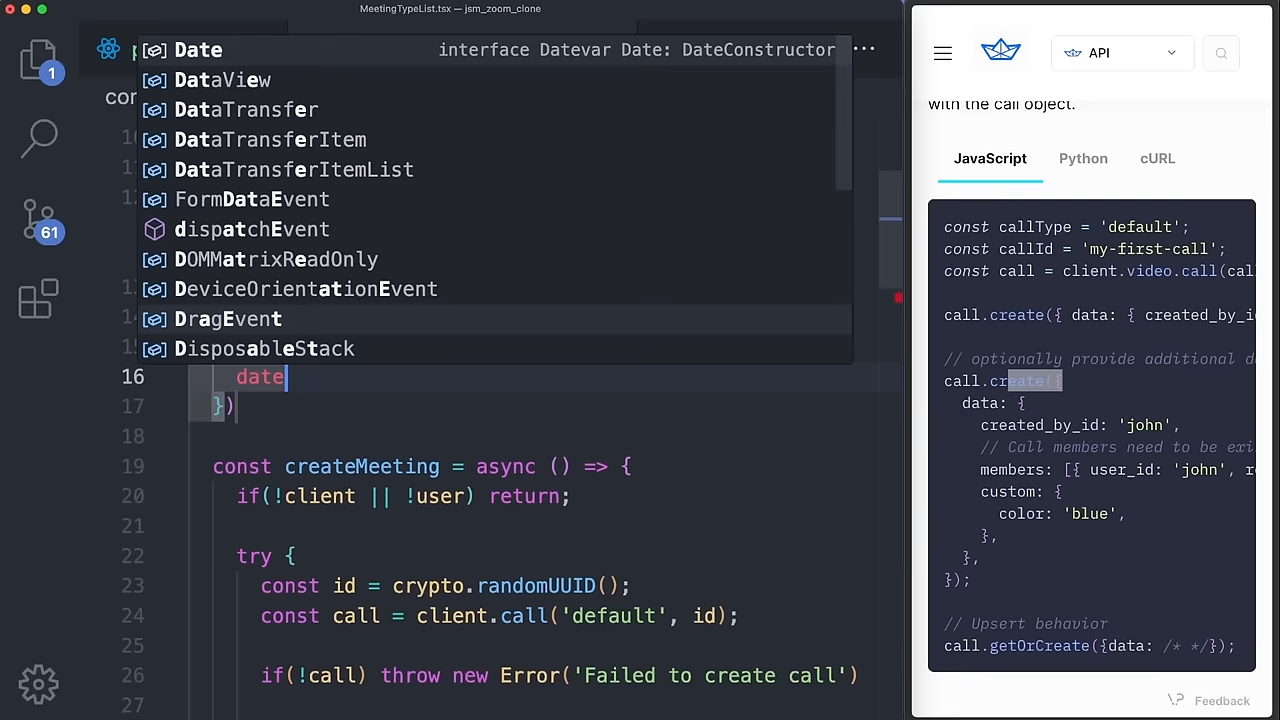 MeetingTypeList.tsx — jsm_zoom_clone
1
61
cor
Date
interface Datevar Date: DateConstructor
DataView
DataTransfer
DataTransferItem
DataTransferItemList
FormDataEvent
dispatchEvent
DOMMatrixReadOnly
DeviceOrientationEvent
DragEvent
DisposableStack
16 date
17 })
18
19 const createMeeting = async () => {
20 if(!client || !user) return;
21
22 try {
23 const id = crypto.randomUUID();
24 const call = client.call('default', id);
25
26 if(!call) throw new Error('Failed to create call')
27
API
with the call object.
JavaScript Python cURL
const callType = 'default';
const callId = 'my-first-call';
const call = client.video.call(cal
call.create({ data: { created_by_i
// optionally provide additional d
call.create({
data: {
created_by_id: 'john',
// Call members need to be exi
members: [{ user_id: 'john', r
custom: {
color: 'blue',
},
},
});
// Upsert behavior
call.getOrCreate({data: /* */});
Feedback